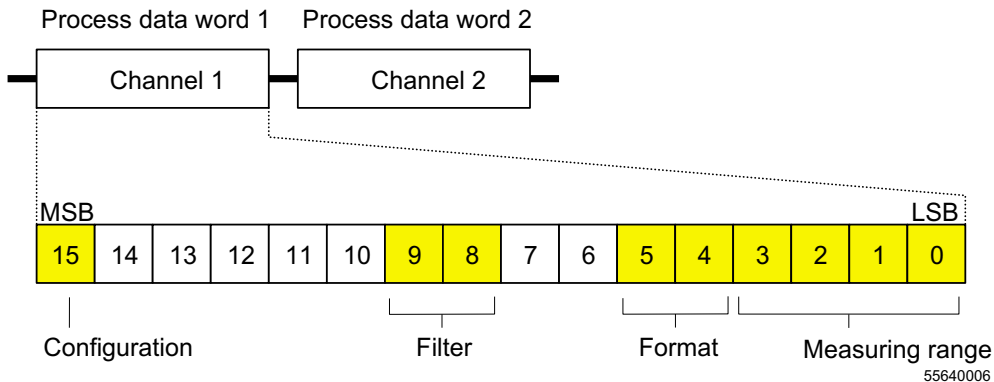 Process data word 1 Process data word 2
Channel 1 Channel 2
MSB LSB
15 14 13 12 11 10 9 8 7 6 5 4 3 2 1 0
Configuration Filter Format Measuring range
55640006